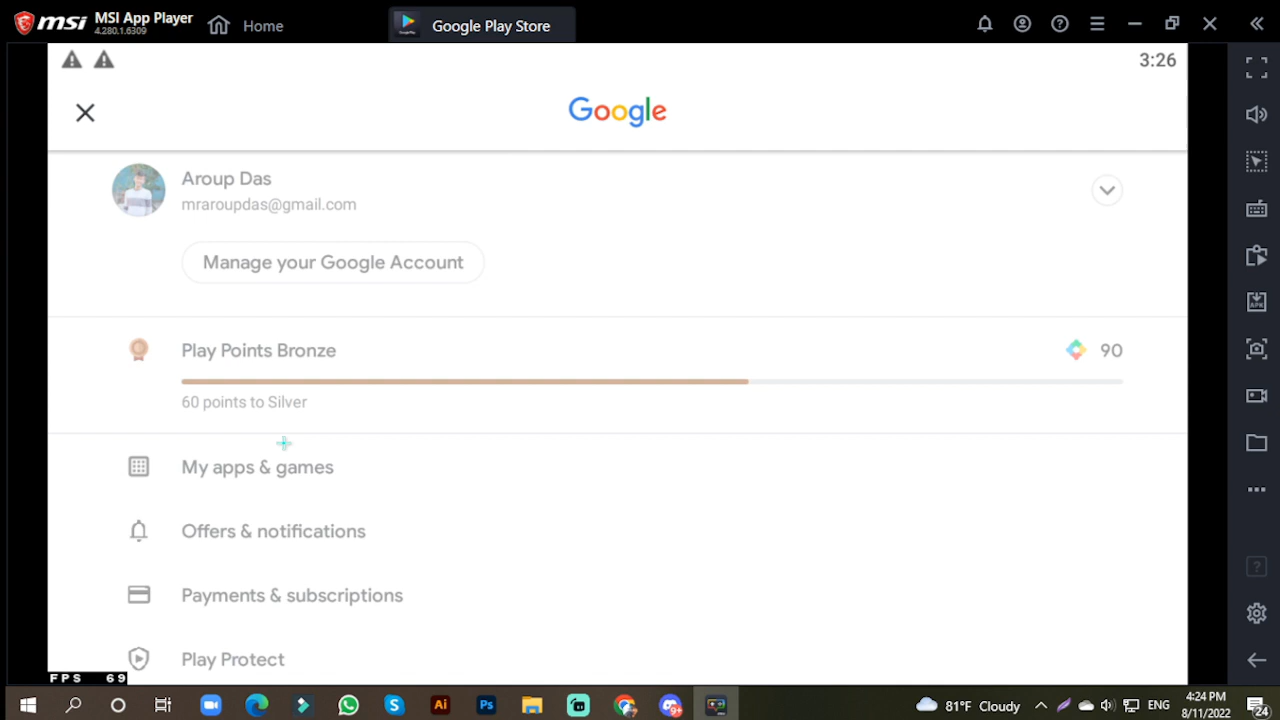 msi MSI App Player
4.280.1.6309
Home
Google Play Store
3:26
Google
Aroup Das
mraroupdas@gmail.com
Manage your Google Account
Play Points Bronze
90
60 points to Silver
My apps & games
Offers & notifications
Payments & subscriptions
Play Protect
FPS 69
81°F Cloudy
ENG
4:24 PM
8/11/2022
24